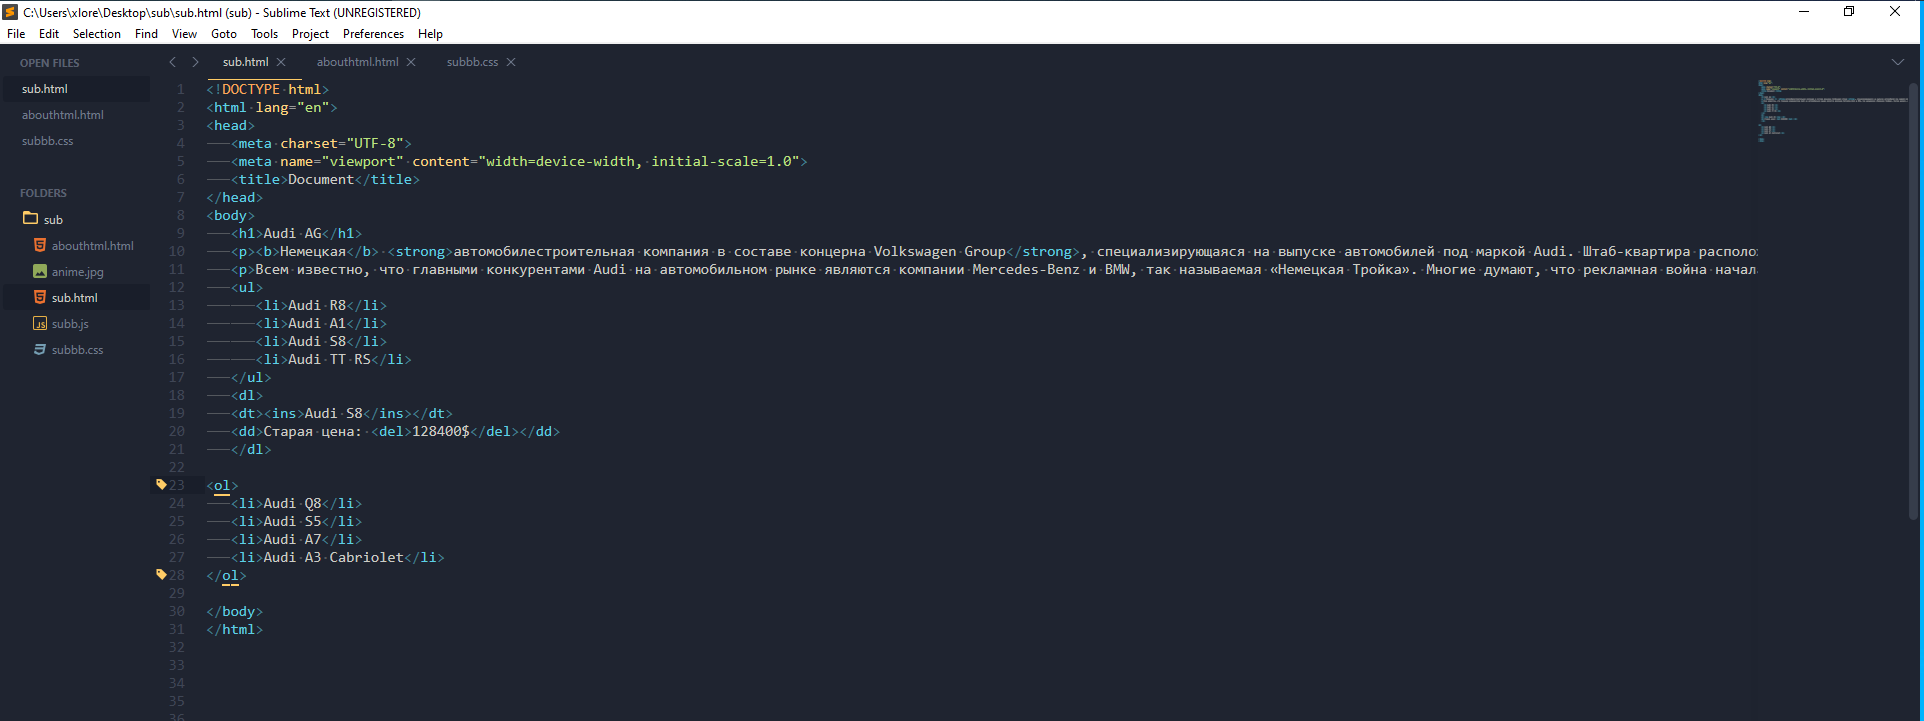 C:\Users\xlore\Desktop\sub\sub.html (sub) - Sublime Text (UNREGISTERED)
File Edit Selection Find View Goto Tools Project Preferences Help
OPEN FILES
sub.html
abouthtml.html
subbb.css
FOLDERS
sub
abouthtml.html
anime.jpg
sub.html
subb.js
subbb.css
sub.html abouthtml.html subbb.css
1 <!DOCTYPE html>
2 <html lang="en">
3 <head>
4 <meta charset="UTF-8">
5 <meta name="viewport" content="width=device-width, initial-scale=1.0">
6 <title>Document</title>
7 </head>
8 <body>
9 <h1>Audi AG</h1>
10 <p><b>Немецкая</b> <strong>автомобилестроительная компания в составе концерна Volkswagen Group</strong>, специализирующаяся на выпуске автомобилей под маркой Audi. Штаб-квартира располо
11 <p>Всем известно, что главными конкурентами Audi на автомобильном рынке являются компании Mercedes-Benz и BMW, так называемая «Немецкая Тройка». Многие думают, что рекламная война начал
12 <ul>
13 <li>Audi R8</li>
14 <li>Audi A1</li>
15 <li>Audi S8</li>
16 <li>Audi TT RS</li>
17 </ul>
18 <dl>
19 <dt><ins>Audi S8</ins></dt>
20 <dd>Старая цена: <del>128400$</del></dd>
21 </dl>
22
23 <ol>
24 <li>Audi Q8</li>
25 <li>Audi S5</li>
26 <li>Audi A7</li>
27 <li>Audi A3 Cabriolet</li>
28 </ol>
29
30 </body>
31 </html>
32
33
34
35
36